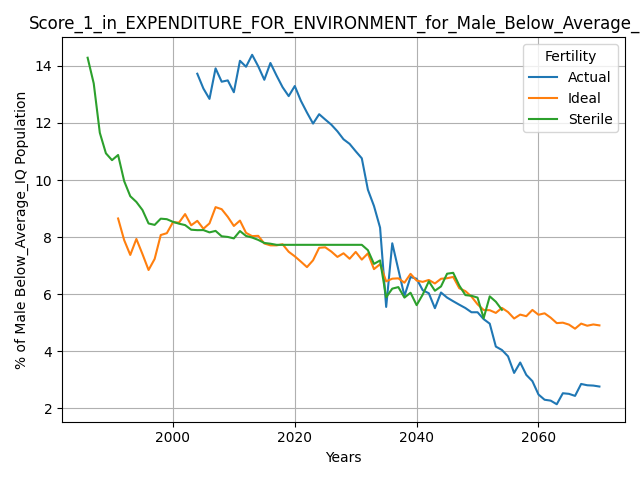 Score_1_in_EXPENDITURE_FOR_ENVIRONMENT_for_Male_Below_Average_
% of Male Below_Average_IQ Population
14
12
10
8
6
4
2
Fertility
Actual
Ideal
Sterile
2000 2020 2040 2060
Years